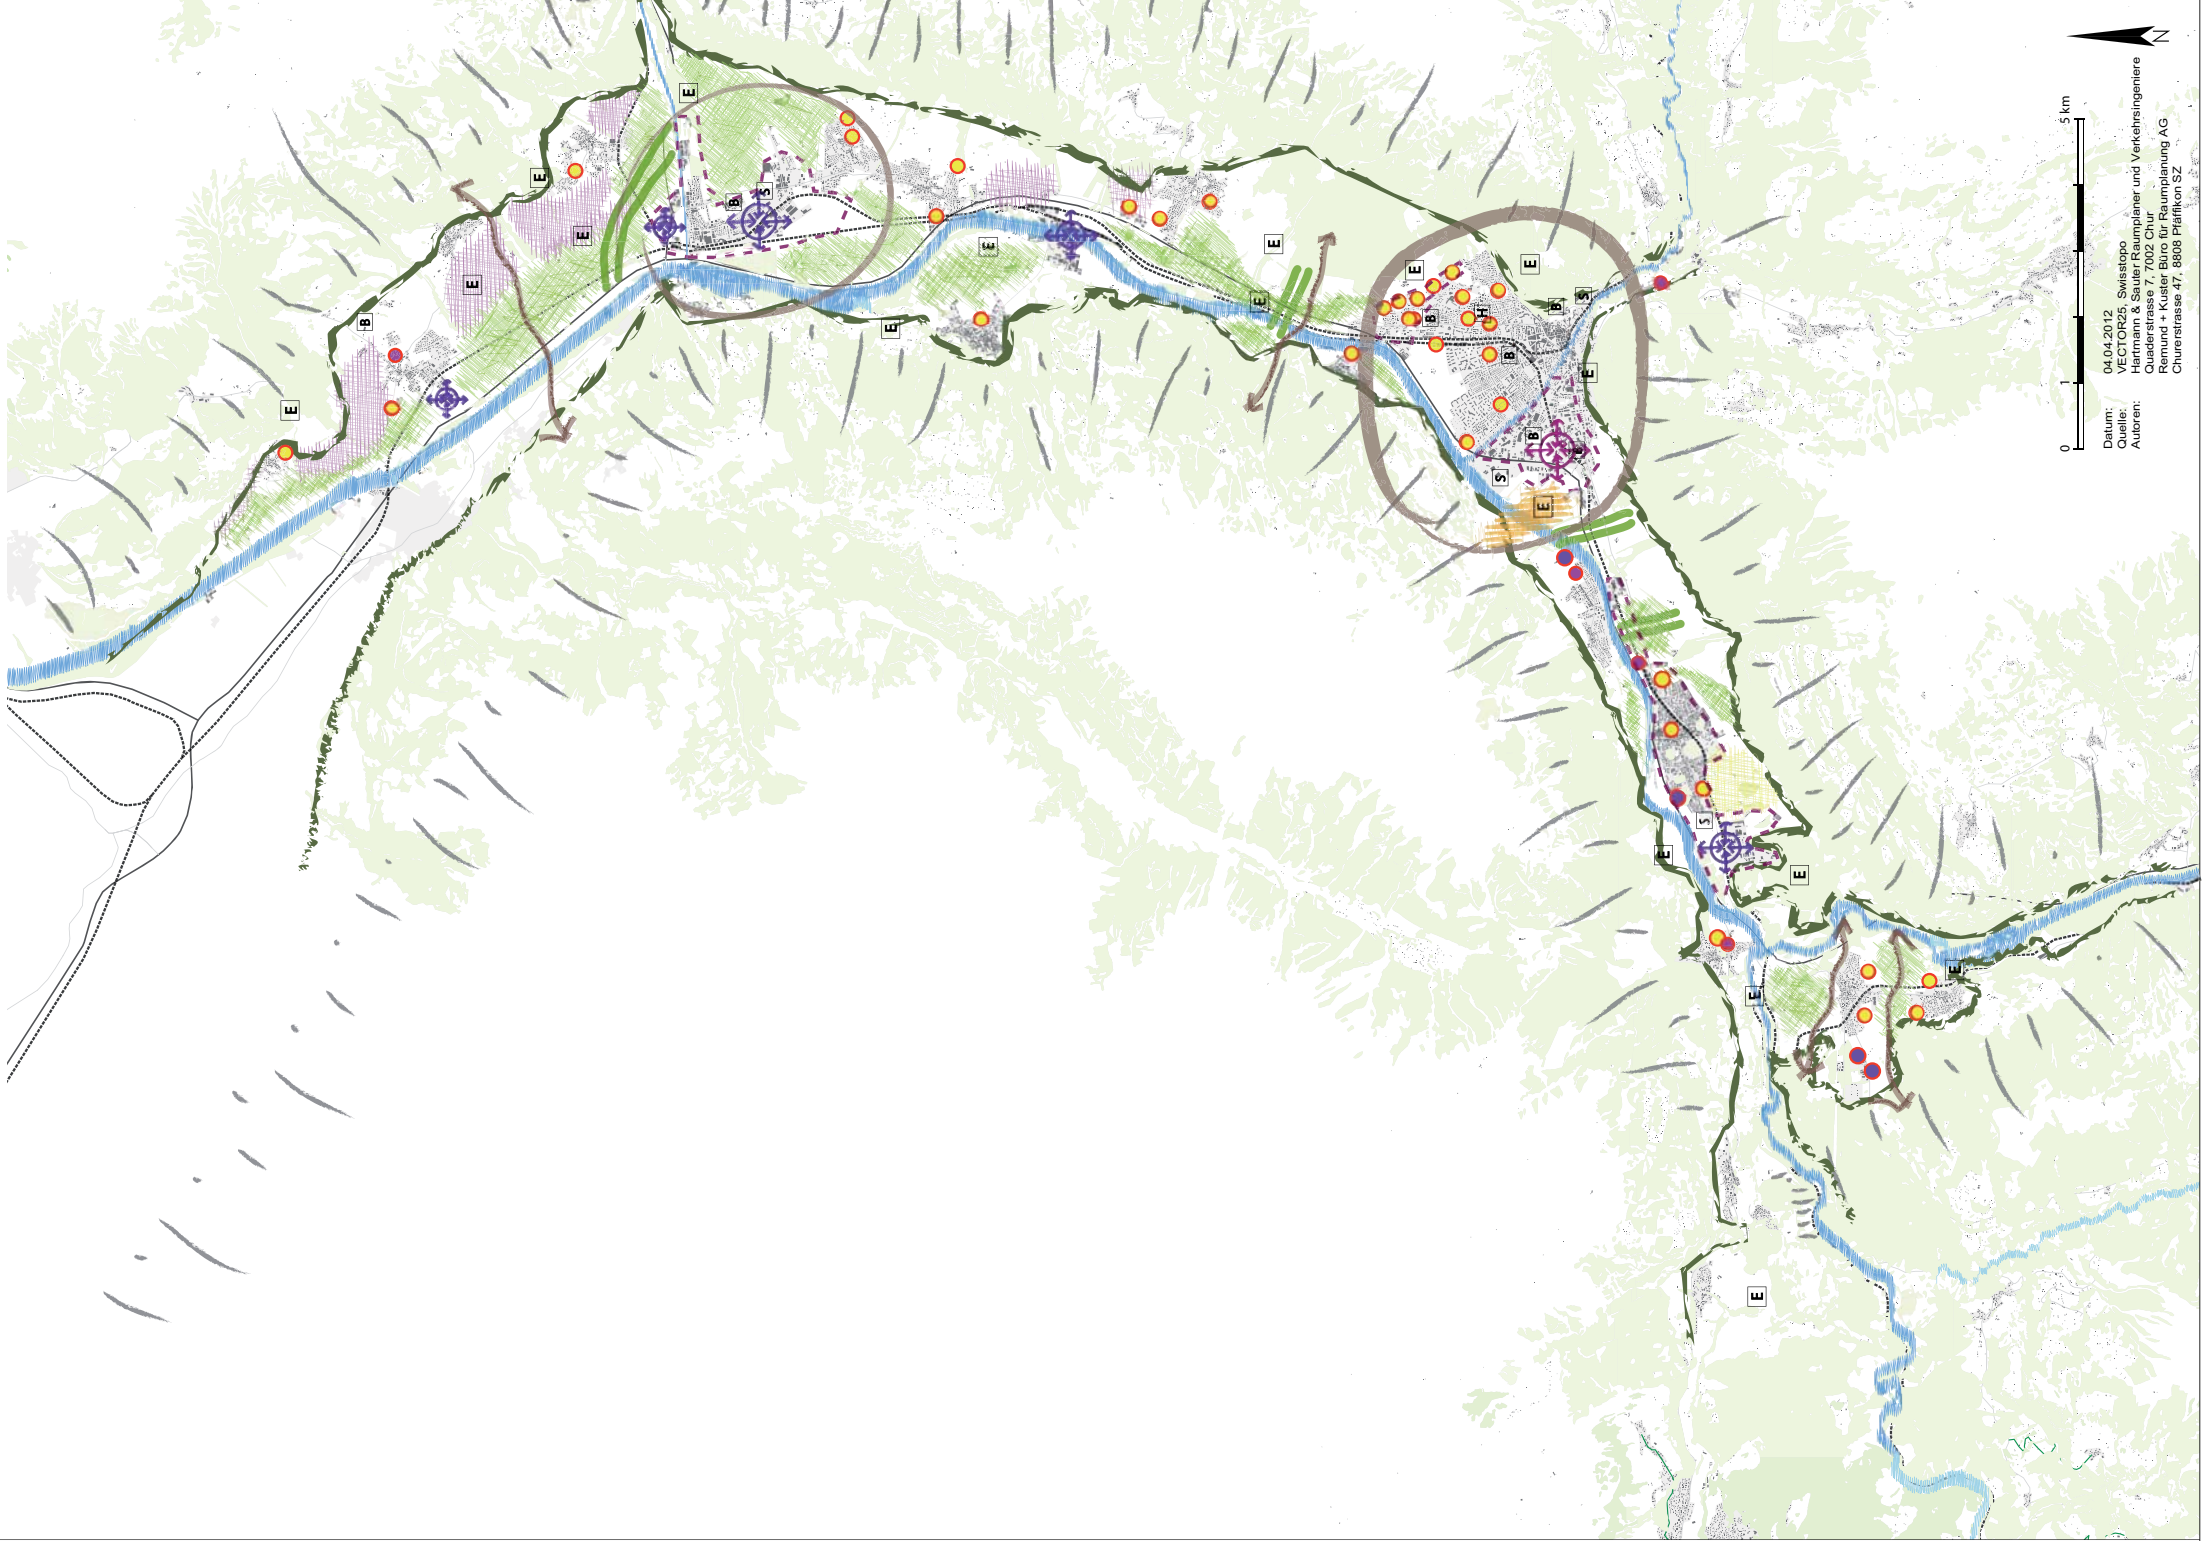 E
B
E
E
E
E
B
S
E
E
E
E
E
B
H
S
B
E
B
E
B
S
E
E
S
E
E
E
E
0 1 5 km
N
Datum: 04.04.2012
Quelle: VECTOR25, Swisstopo
Autoren: Hartmann & Sauter Raumplaner und Verkehrsingeniere
Quaderstrasse 7, 7002 Chur
Remund + Kuster Büro für Raumplanung AG
Churerstrasse 47, 8808 Pfäffikon SZ